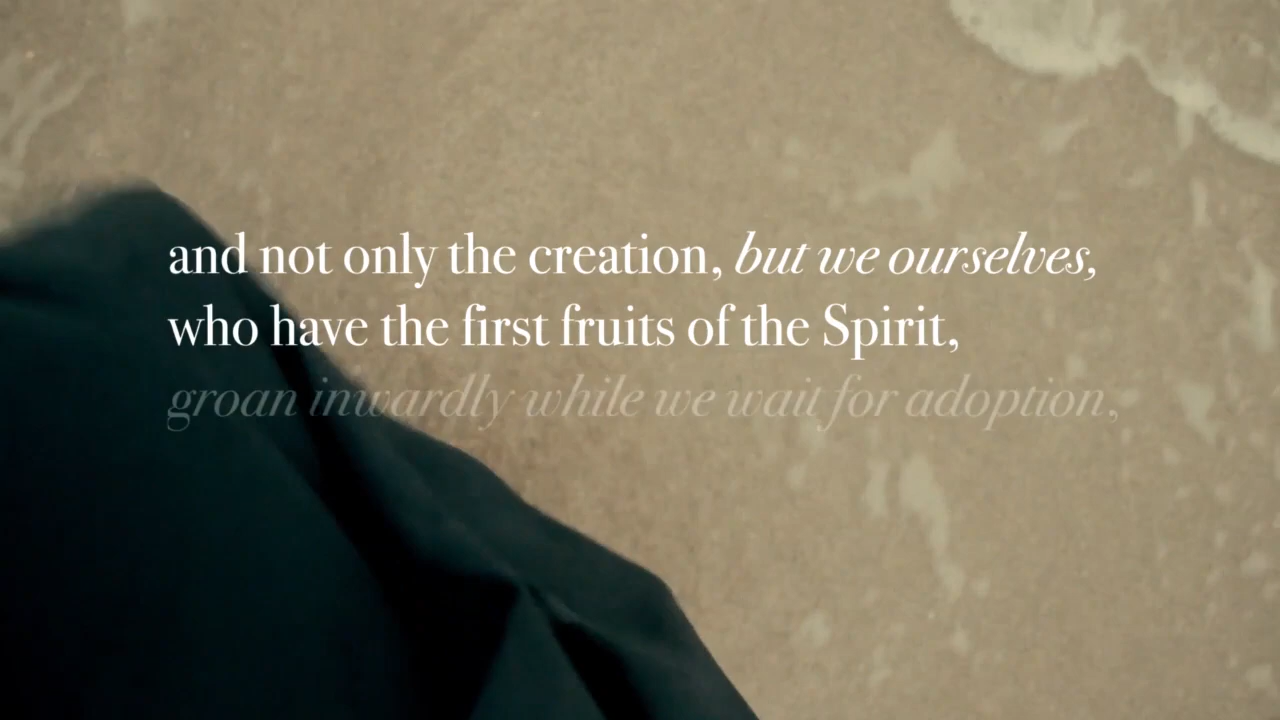 and not only the creation, but we ourselves,
who have the first fruits of the Spirit,
groan inwardly while we wait for adoption,